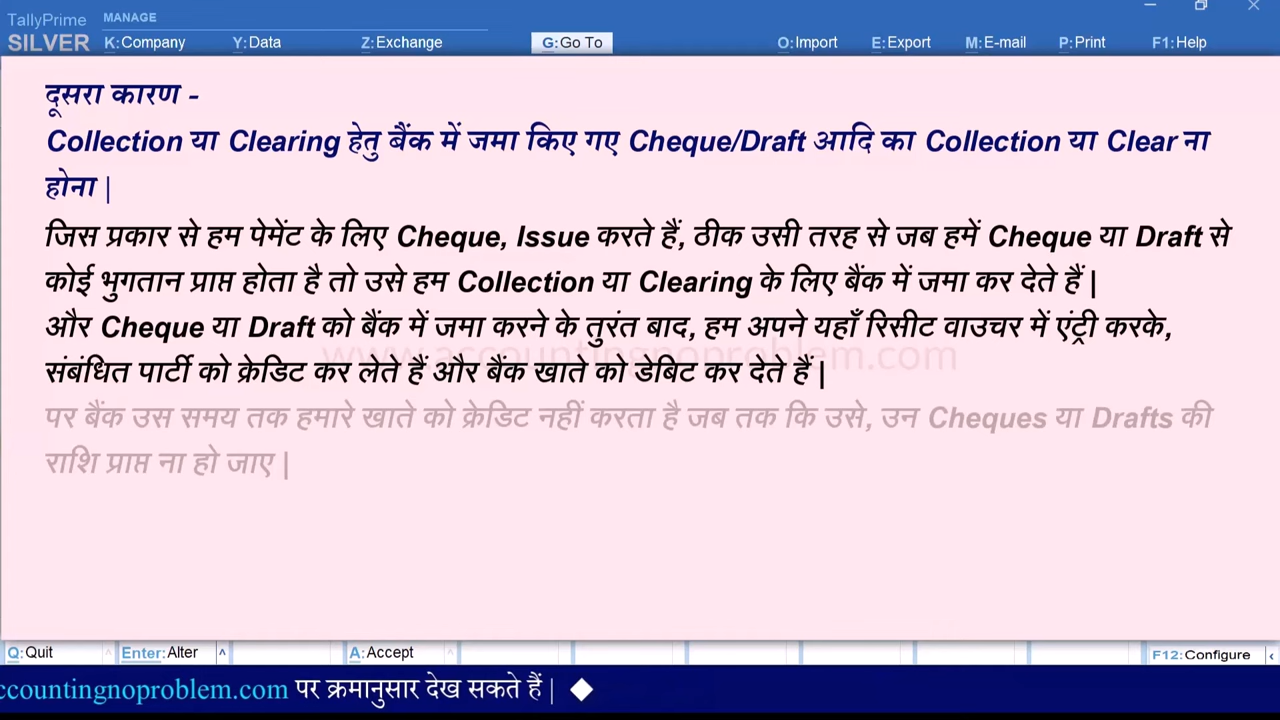 TallyPrime MANAGE
SILVER K:Company Y:Data Z:Exchange G:Go To O:Import E:Export M:E-mail P:Print F1:Help
दूसरा कारण -
Collection या Clearing हेतु बैंक में जमा किए गए Cheque/Draft आदि का Collection या Clear ना
होना |
जिस प्रकार से हम पेमेंट के लिए Cheque, Issue करते हैं, ठीक उसी तरह से जब हमें Cheque या Draft से
कोई भुगतान प्राप्त होता है तो उसे हम Collection या Clearing के लिए बैंक में जमा कर देते हैं |
और Cheque या Draft को बैंक में जमा करने के तुरंत बाद, हम अपने यहाँ रिसीट वाउचर में एंट्री करके,
www.accountingnoproblem.com
संबंधित पार्टी को क्रेडिट कर लेते हैं और बैंक खाते को डेबिट कर देते हैं |
पर बैंक उस समय तक हमारे खाते को क्रेडिट नहीं करता है जब तक कि उसे, उन Cheques या Drafts की
राशि प्राप्त ना हो जाए |
Q:Quit Enter:Alter A:Accept F12:Configure
ccountingnoproblem.com पर क्रमानुसार देख सकते हैं |